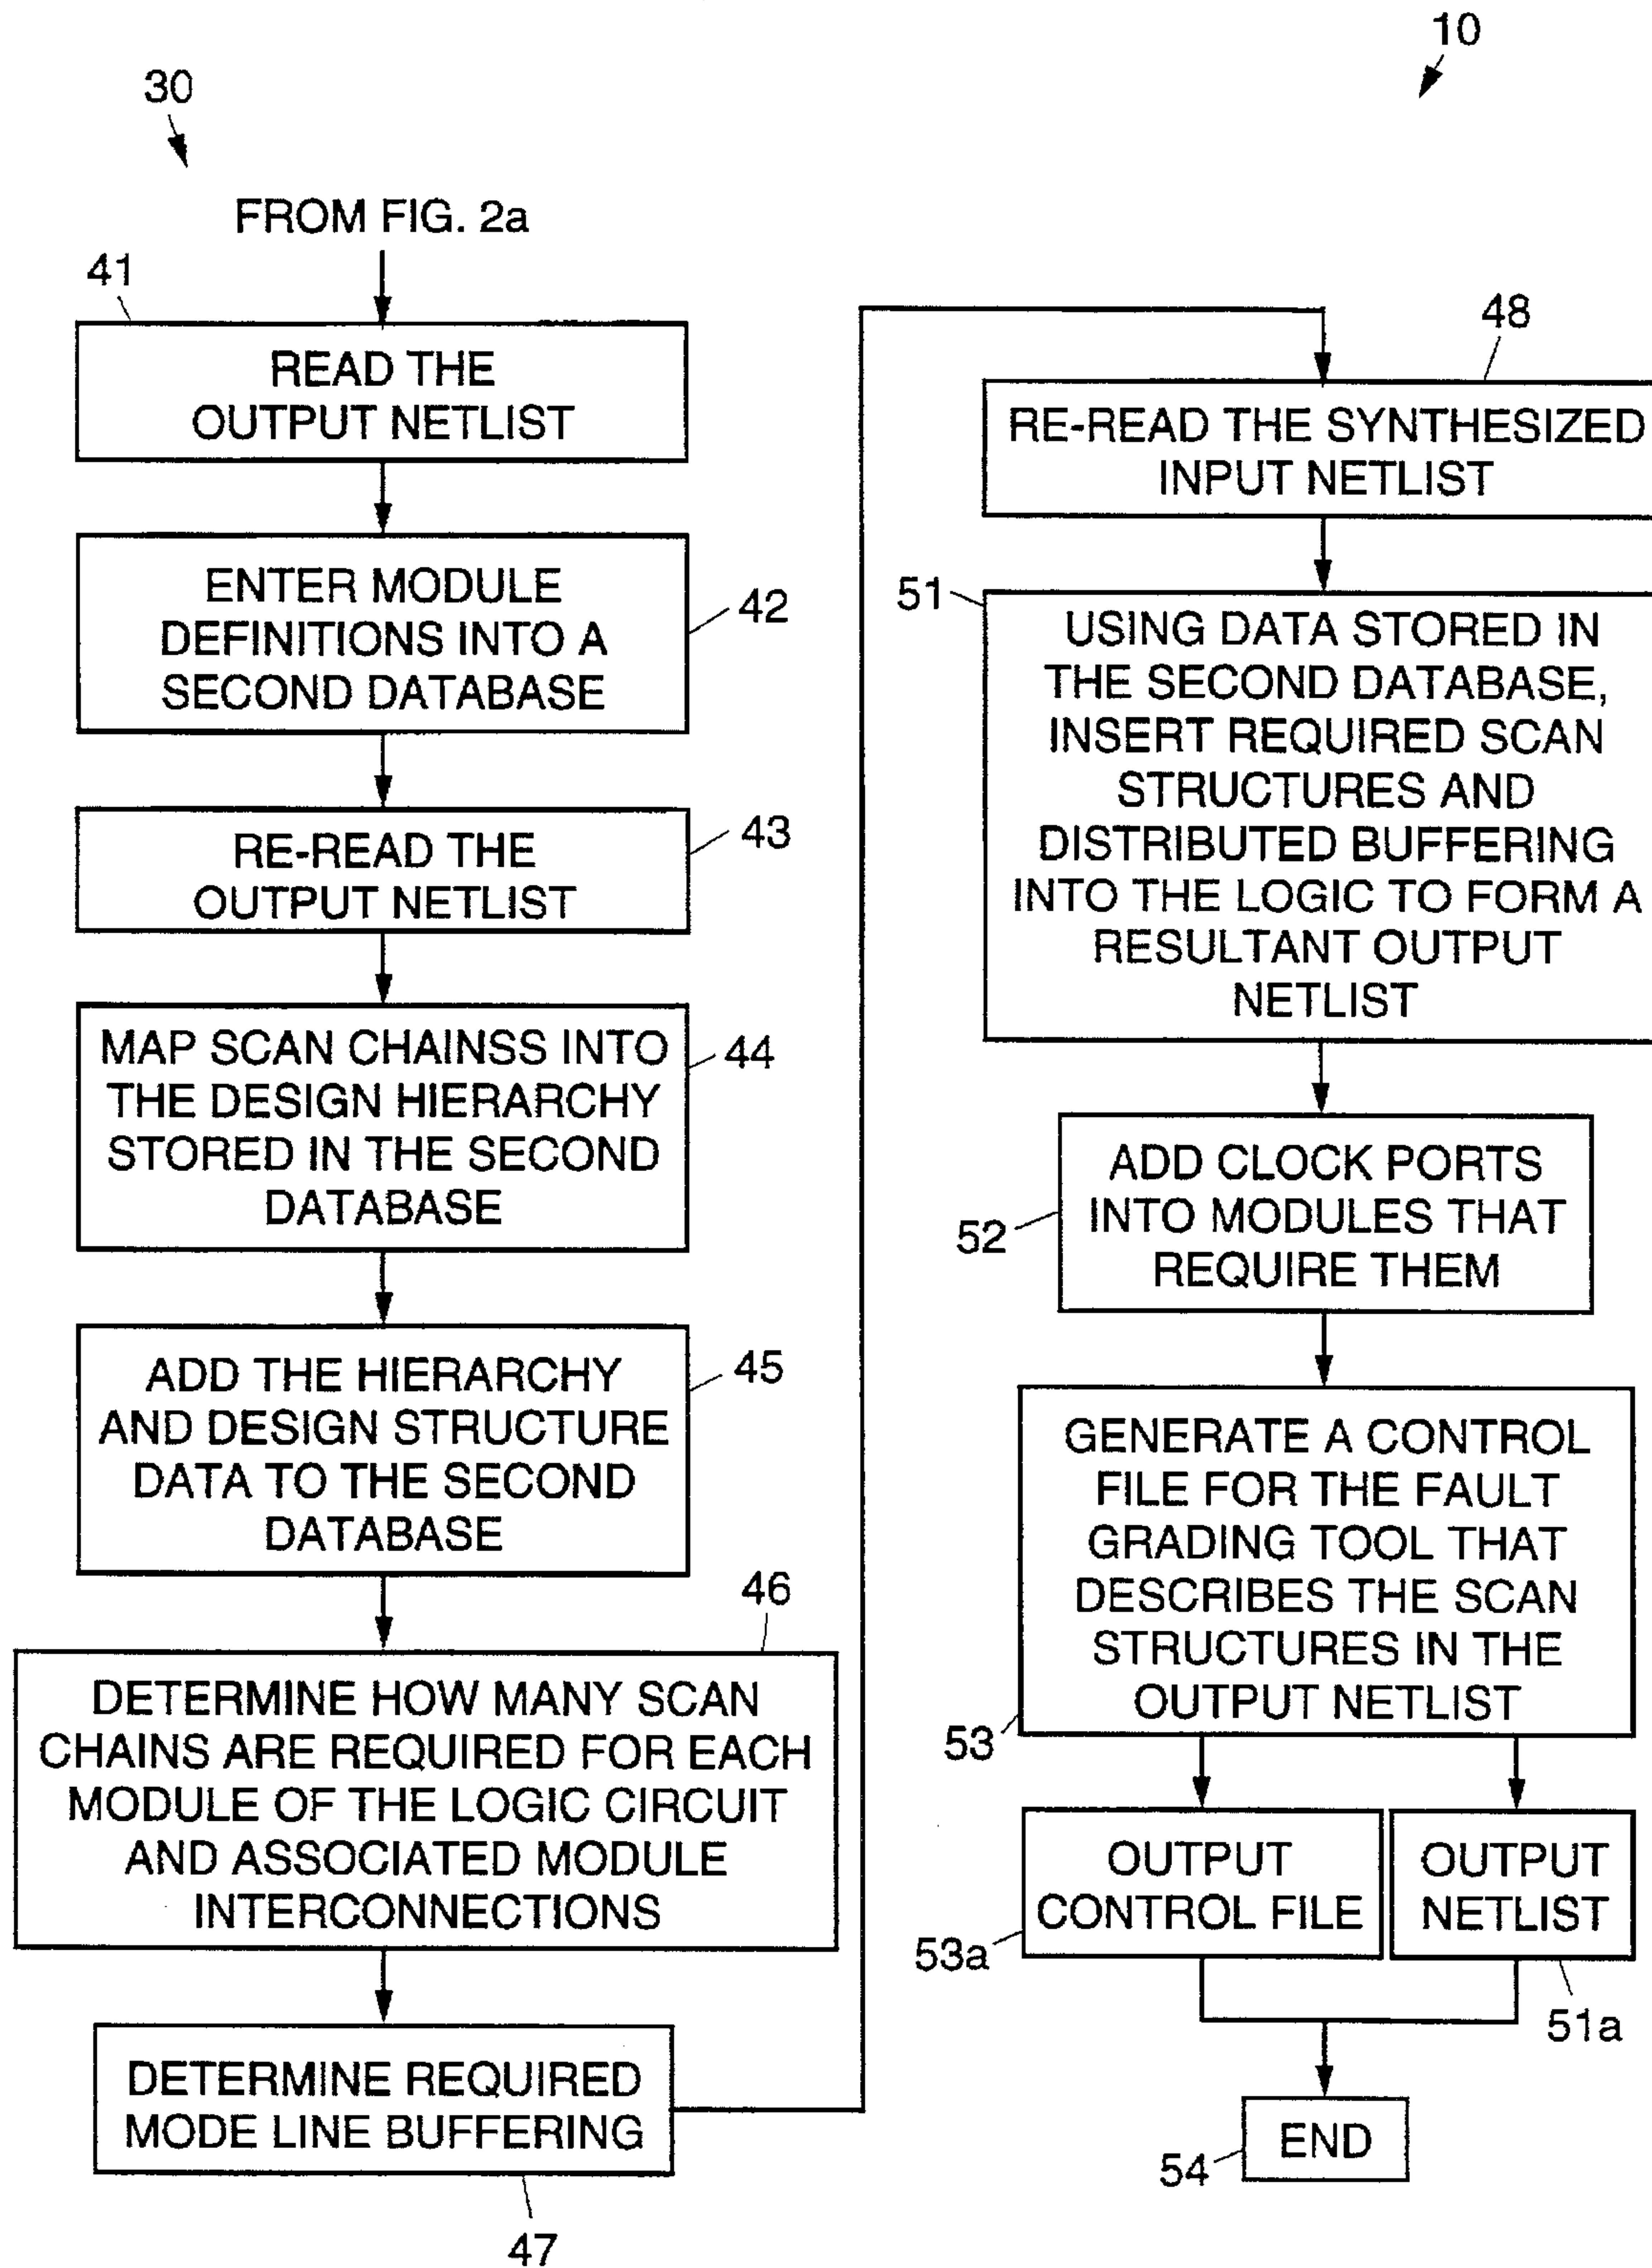 10
30
FROM FIG. 2a
41
READ THE
OUTPUT NETLIST
ENTER MODULE
DEFINITIONS INTO A
SECOND DATABASE
42
RE-READ THE
OUTPUT NETLIST
43
MAP SCAN CHAINSS INTO
THE DESIGN HIERARCHY
STORED IN THE SECOND
DATABASE
44
ADD THE HIERARCHY
AND DESIGN STRUCTURE
DATA TO THE SECOND
DATABASE
45
46
DETERMINE HOW MANY SCAN
CHAINS ARE REQUIRED FOR EACH
MODULE OF THE LOGIC CIRCUIT
AND ASSOCIATED MODULE
INTERCONNECTIONS
DETERMINE REQUIRED
MODE LINE BUFFERING
47
48
RE-READ THE SYNTHESIZED
INPUT NETLIST
51
USING DATA STORED IN
THE SECOND DATABASE,
INSERT REQUIRED SCAN
STRUCTURES AND
DISTRIBUTED BUFFERING
INTO THE LOGIC TO FORM A
RESULTANT OUTPUT
NETLIST
ADD CLOCK PORTS
INTO MODULES THAT
REQUIRE THEM
52
GENERATE A CONTROL
FILE FOR THE FAULT
GRADING TOOL THAT
DESCRIBES THE SCAN
STRUCTURES IN THE
OUTPUT NETLIST
53
OUTPUT
CONTROL FILE
53a
OUTPUT
NETLIST
51a
END
54